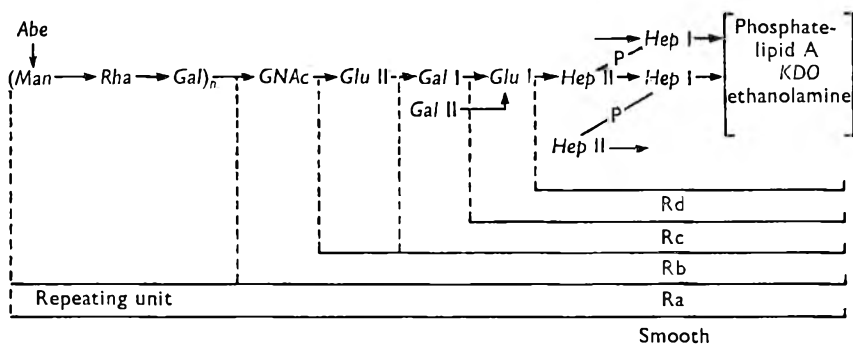 Abe
Hep I
Phosphate-
P
lipid A
(Man Rha Gal)n GNAc Glu II Gal I Glu I Hep II Hep I
KDO
Gal II
ethanolamine
P
Hep II
Rd
Rc
Rb
Repeating unit Ra
Smooth